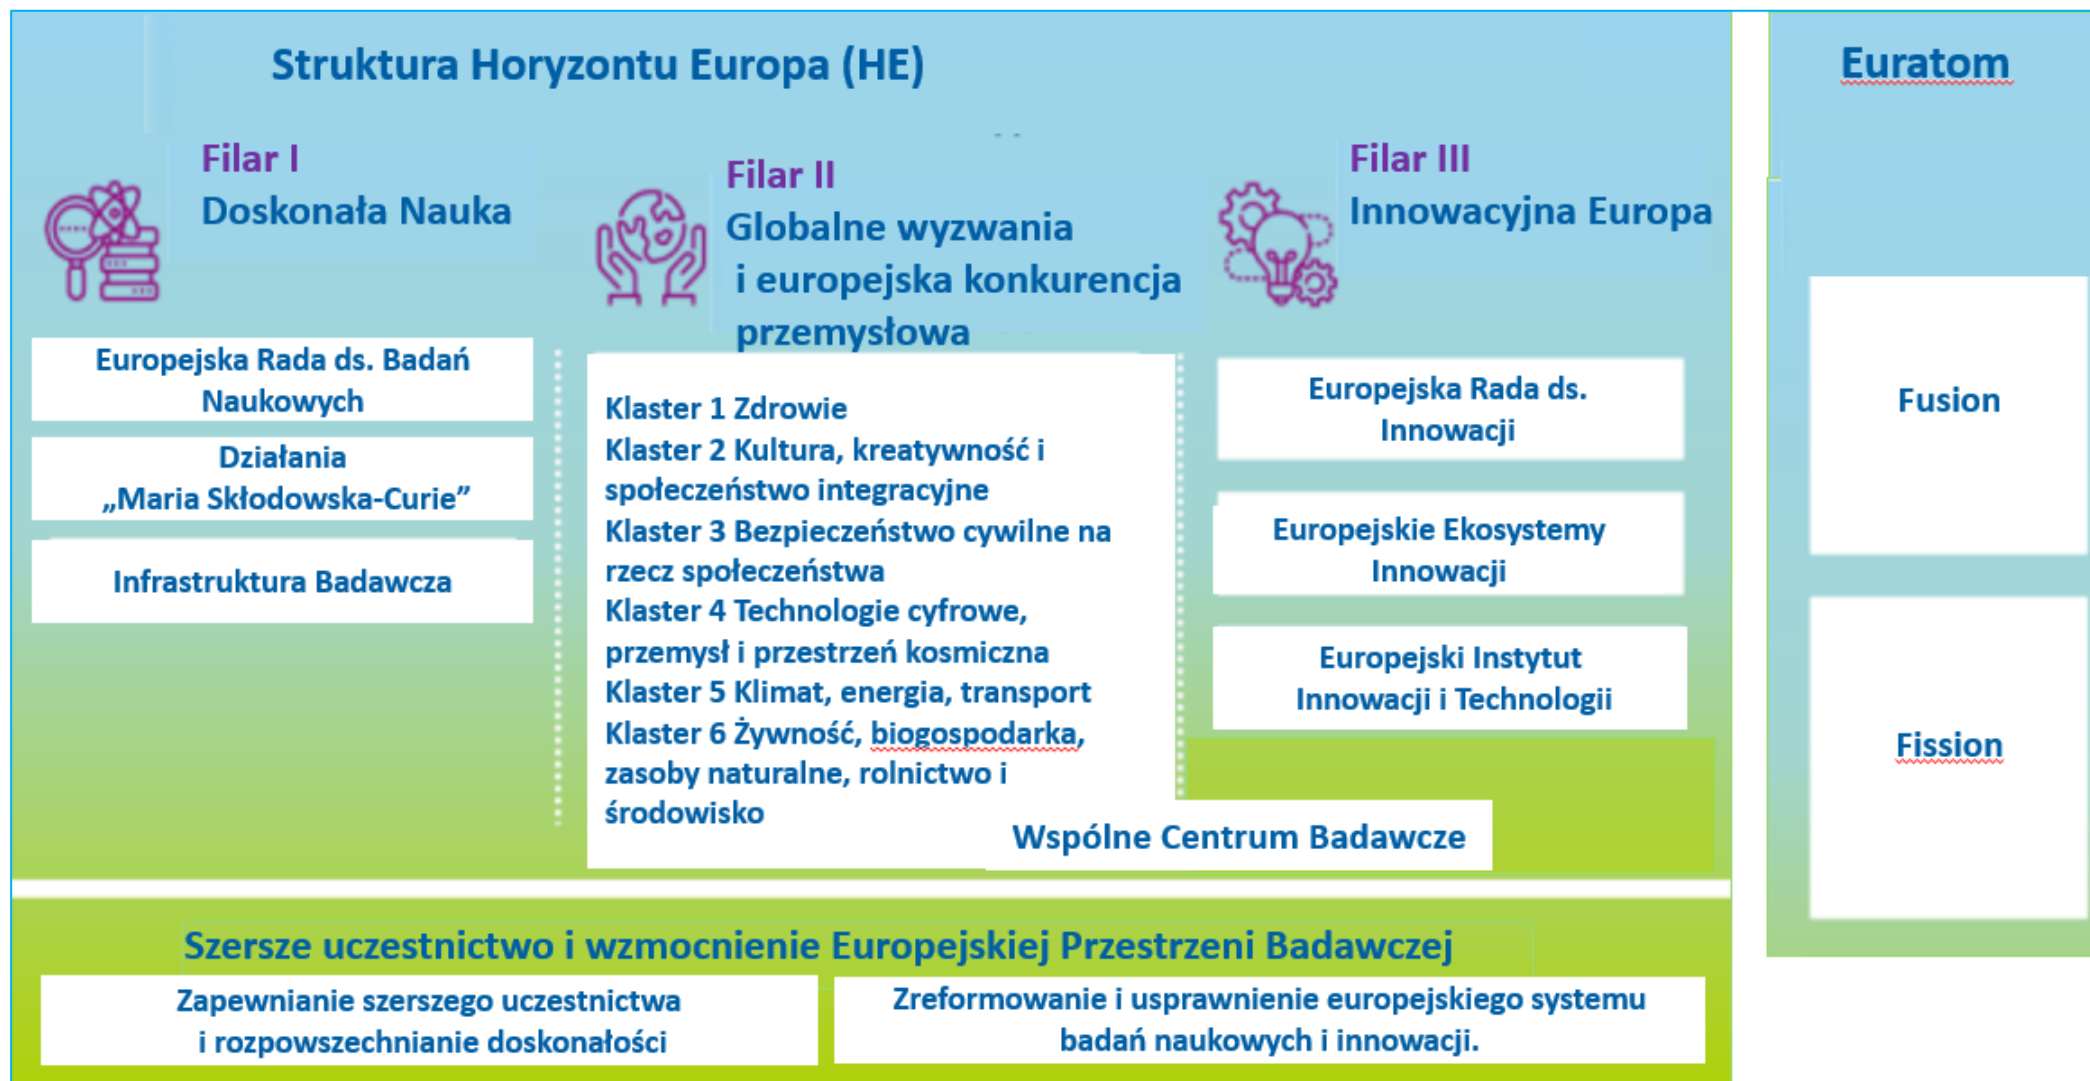 Struktura Horyzontu Europa (HE)
Filar I
Doskonała Nauka
Europejska Rada ds. Badań
Naukowych
Działania
„Maria Skłodowska-Curie”
Infrastruktura Badawcza
Filar II
Globalne wyzwania
i europejska konkurencja
przemysłowa
Klaster 1 Zdrowie
Klaster 2 Kultura, kreatywność i
społeczeństwo integracyjne
Klaster 3 Bezpieczeństwo cywilne na
rzecz społeczeństwa
Klaster 4 Technologie cyfrowe,
przemysł i przestrzeń kosmiczna
Klaster 5 Klimat, energia, transport
Klaster 6 Żywność, biogospodarka,
zasoby naturalne, rolnictwo i
środowisko
Wspólne Centrum Badawcze
Filar III
Innowacyjna Europa
Europejska Rada ds.
Innowacji
Europejskie Ekosystemy
Innowacji
Europejski Instytut
Innowacji i Technologii
Szersze uczestnictwo i wzmocnienie Europejskiej Przestrzeni Badawczej
Zapewnianie szerszego uczestnictwa
i rozpowszechnianie doskonałości
Zreformowanie i usprawnienie europejskiego systemu
badań naukowych i innowacji.
Euratom
Fusion
Fission